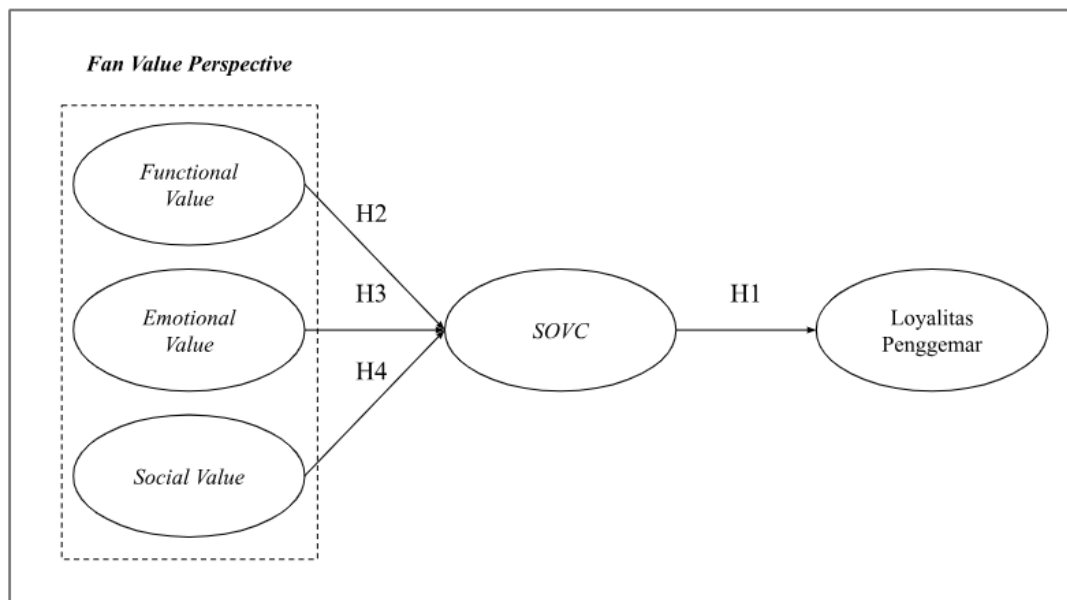 Fan Value Perspective
Functional
Value
H2
Emotional
Value
H3
SOVC
H1
Loyalitas
Penggemar
H4
Social Value